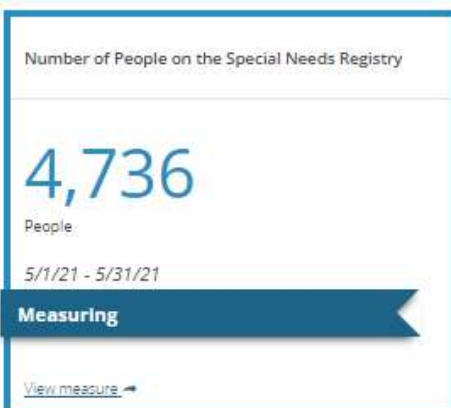 Number of People on the Special Needs Registry
4,736
People
5/1/21 - 5/31/21
Measuring
View measure ➡